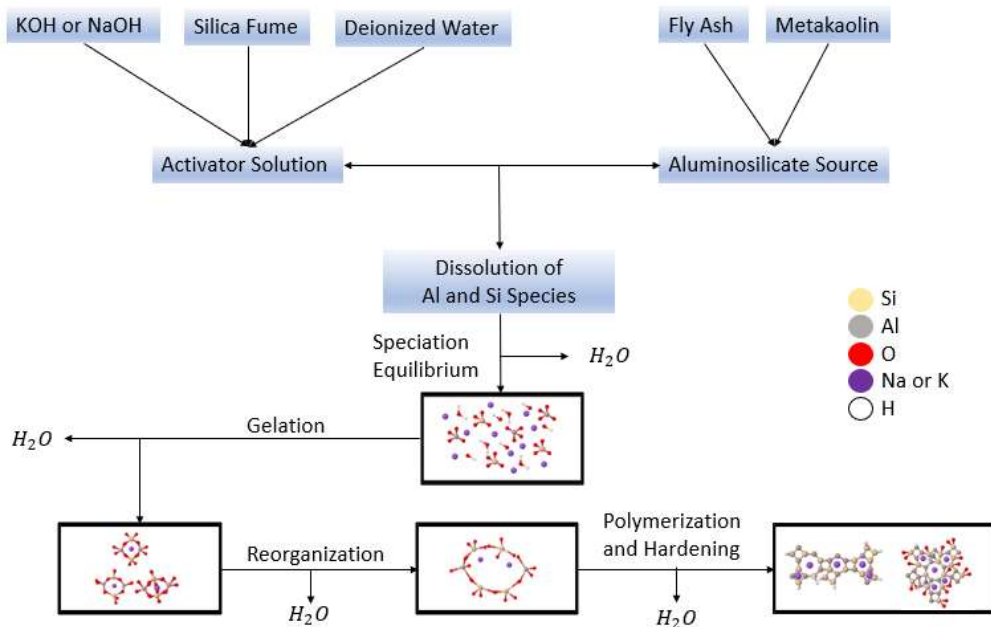 KOH or NaOH
Silica Fume
Deionized Water
Fly Ash
Metakaolin
Activator Solution
Aluminosilicate Source
Dissolution of
Al and Si Species
Si
Al
O
Na or K
H
Speciation
Equilibrium
H₂O
Gelation
H₂O
Reorganization
H₂O
Polymerization
and Hardening
H₂O